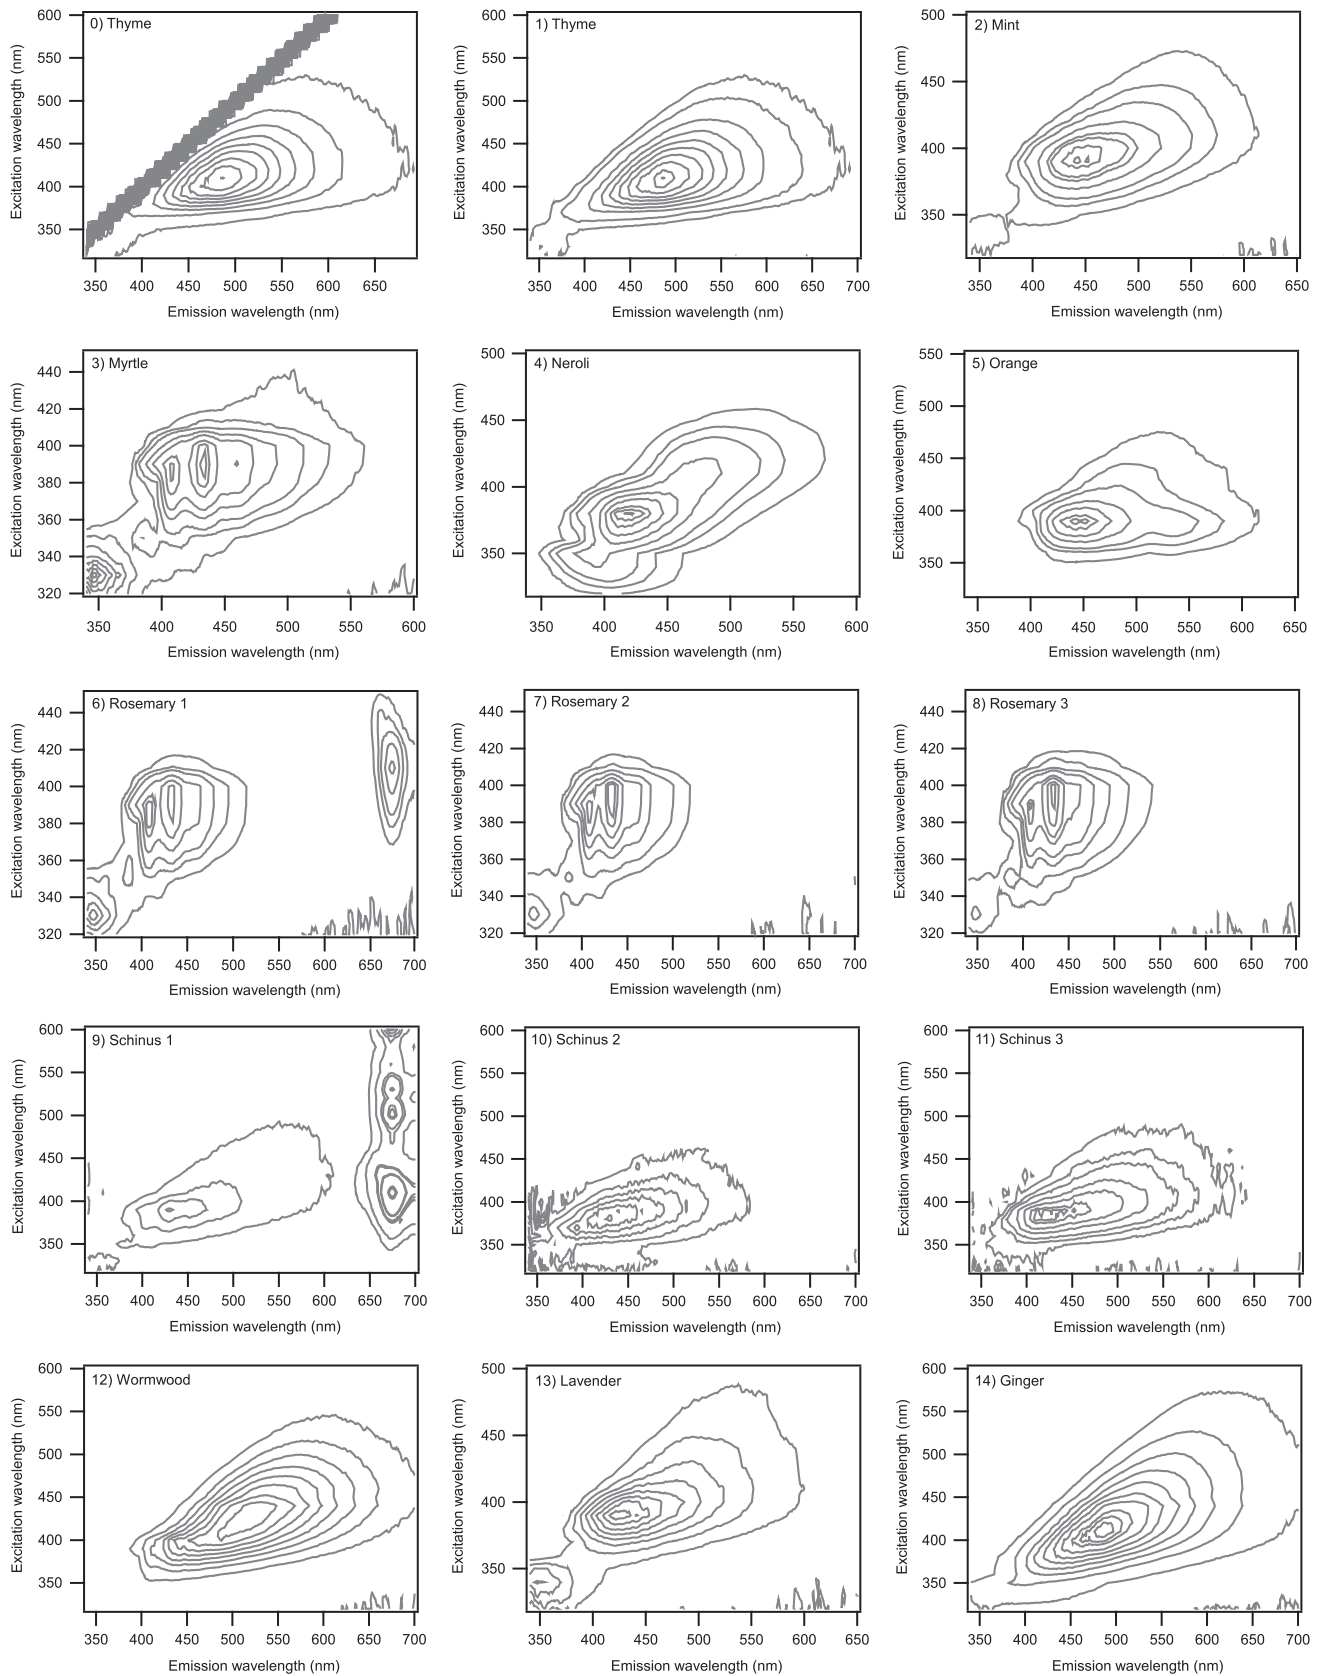 0) Thyme
Excitation wavelength (nm)
600
550
500
450
400
350
350 400 450 500 550 600 650
Emission wavelength (nm)
1) Thyme
Excitation wavelength (nm)
600
550
500
450
400
350
350 400 450 500 550 600 650 700
Emission wavelength (nm)
2) Mint
Excitation wavelength (nm)
500
450
400
350
350 400 450 500 550 600 650
Emission wavelength (nm)
3) Myrtle
Excitation wavelength (nm)
440
420
400
380
360
340
320
350 400 450 500 550 600
Emission wavelength (nm)
4) Neroli
Excitation wavelength (nm)
500
450
400
350
350 400 450 500 550 600
Emission wavelength (nm)
5) Orange
Excitation wavelength (nm)
550
500
450
400
350
350 400 450 500 550 600 650
Emission wavelength (nm)
6) Rosemary 1
Excitation wavelength (nm)
440
420
400
380
360
340
320
350 400 450 500 550 600 650 700
Emission wavelength (nm)
7) Rosemary 2
Excitation wavelength (nm)
440
420
400
380
360
340
320
350 400 450 500 550 600 650 700
Emission wavelength (nm)
8) Rosemary 3
Excitation wavelength (nm)
440
420
400
380
360
340
320
350 400 450 500 550 600 650 700
Emission wavelength (nm)
9) Schinus 1
Excitation wavelength (nm)
600
550
500
450
400
350
350 400 450 500 550 600 650 700
Emission wavelength (nm)
10) Schinus 2
Excitation wavelength (nm)
600
550
500
450
400
350
350 400 450 500 550 600 650 700
Emission wavelength (nm)
11) Schinus 3
Excitation wavelength (nm)
600
550
500
450
400
350
350 400 450 500 550 600 650 700
Emission wavelength (nm)
12) Wormwood
Excitation wavelength (nm)
600
550
500
450
400
350
350 400 450 500 550 600 650 700
Emission wavelength (nm)
13) Lavender
Excitation wavelength (nm)
500
450
400
350
350 400 450 500 550 600 650
Emission wavelength (nm)
14) Ginger
Excitation wavelength (nm)
600
550
500
450
400
350
350 400 450 500 550 600 650 700
Emission wavelength (nm)